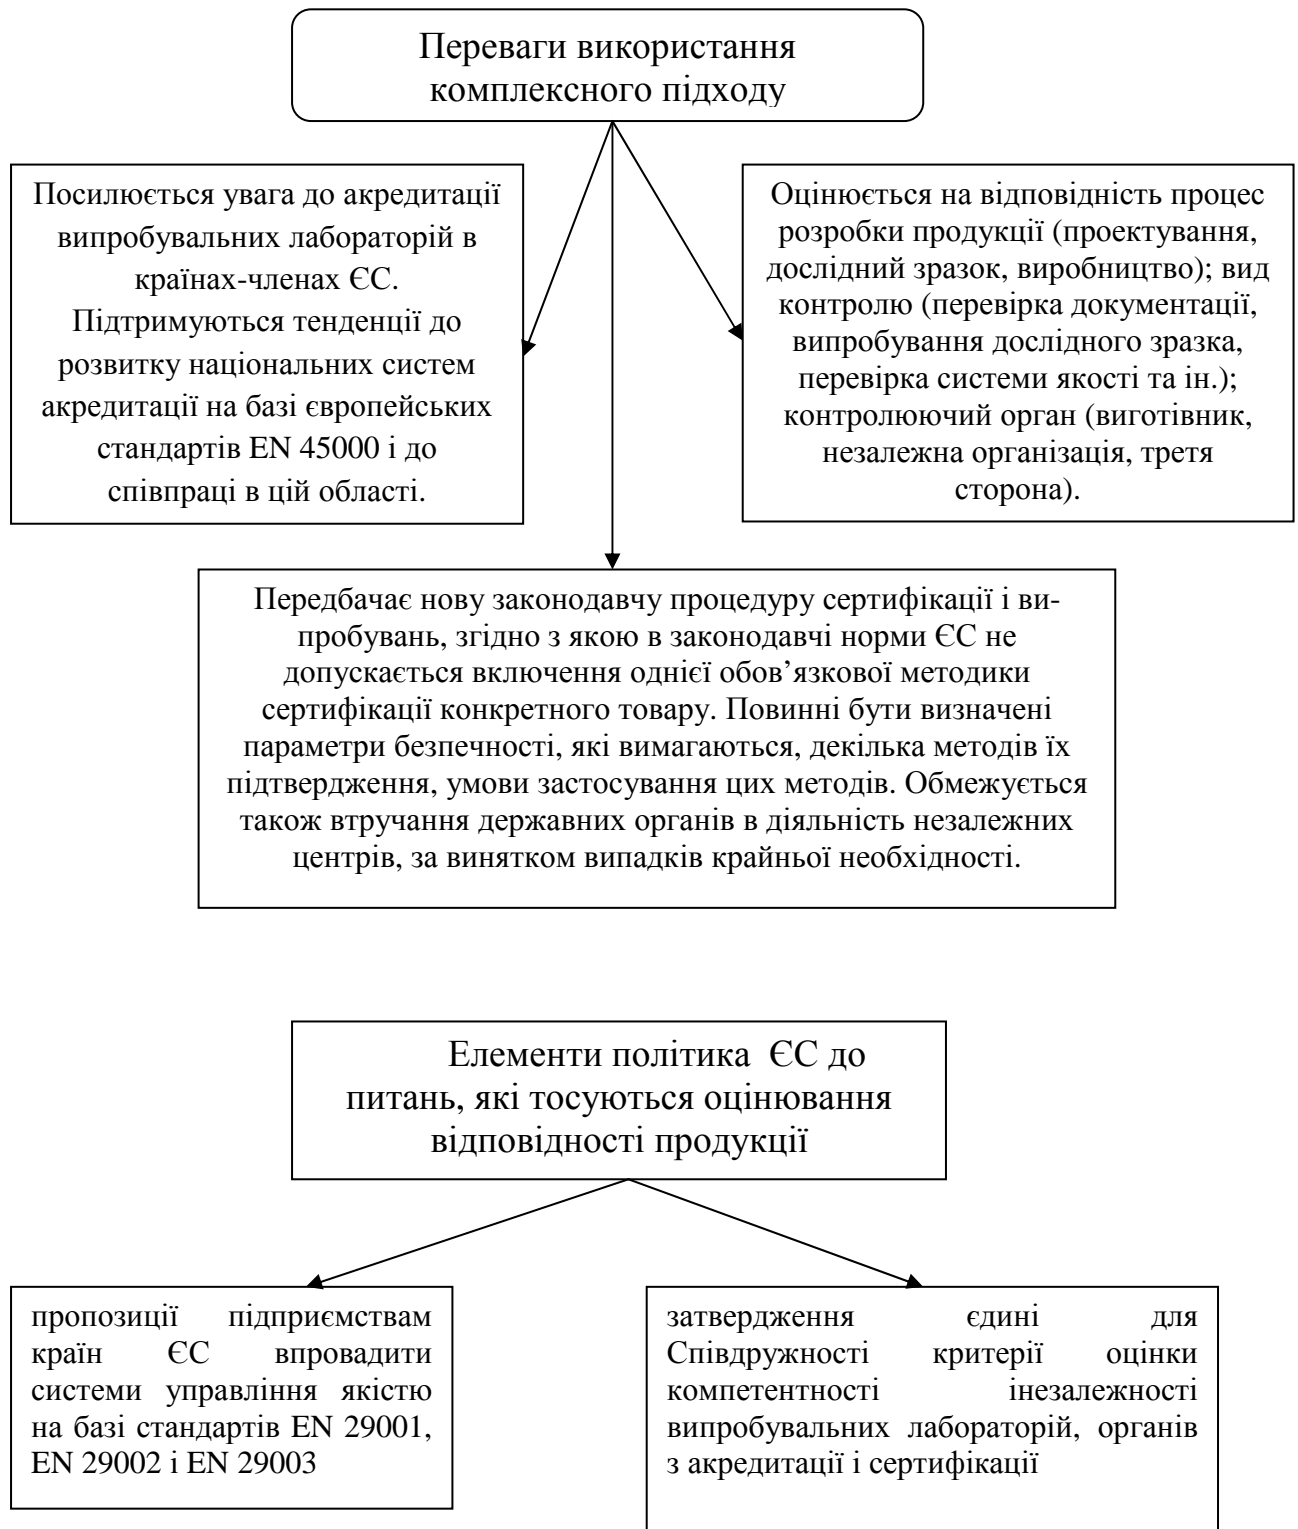 Переваги використання
комплексного підходу
Посилюється увага до акредитації
випробувальних лабораторій в
країнах-членах ЄС.
Підтримуються тенденції до
розвитку національних систем
акредитації на базі європейських
стандартів EN 45000 і до
співпраці в цій області.
Оцінюється на відповідність процес
розробки продукції (проектування,
дослідний зразок, виробництво); вид
контролю (перевірка документації,
випробування дослідного зразка,
перевірка системи якості та ін.);
контролюючий орган (виготівник,
незалежна організація, третя
сторона).
Передбачає нову законодавчу процедуру сертифікації і ви-
пробувань, згідно з якою в законодавчі норми ЄС не
допускається включення однієї обов’язкової методики
сертифікації конкретного товару. Повинні бути визначені
параметри безпечності, які вимагаються, декілька методів їх
підтвердження, умови застосування цих методів. Обмежується
також втручання державних органів в діяльність незалежних
центрів, за винятком випадків крайньої необхідності.
Елементи політика ЄС до
питань, які тосуються оцінювання
відповідності продукції
пропозиції підприємствам
країн ЄС впровадити
системи управління якістю
на базі стандартів EN 29001,
EN 29002 і EN 29003
затвердження єдині для
Співдружності критерії оцінки
компетентності інезалежності
випробувальних лабораторій, органів
з акредитації і сертифікації